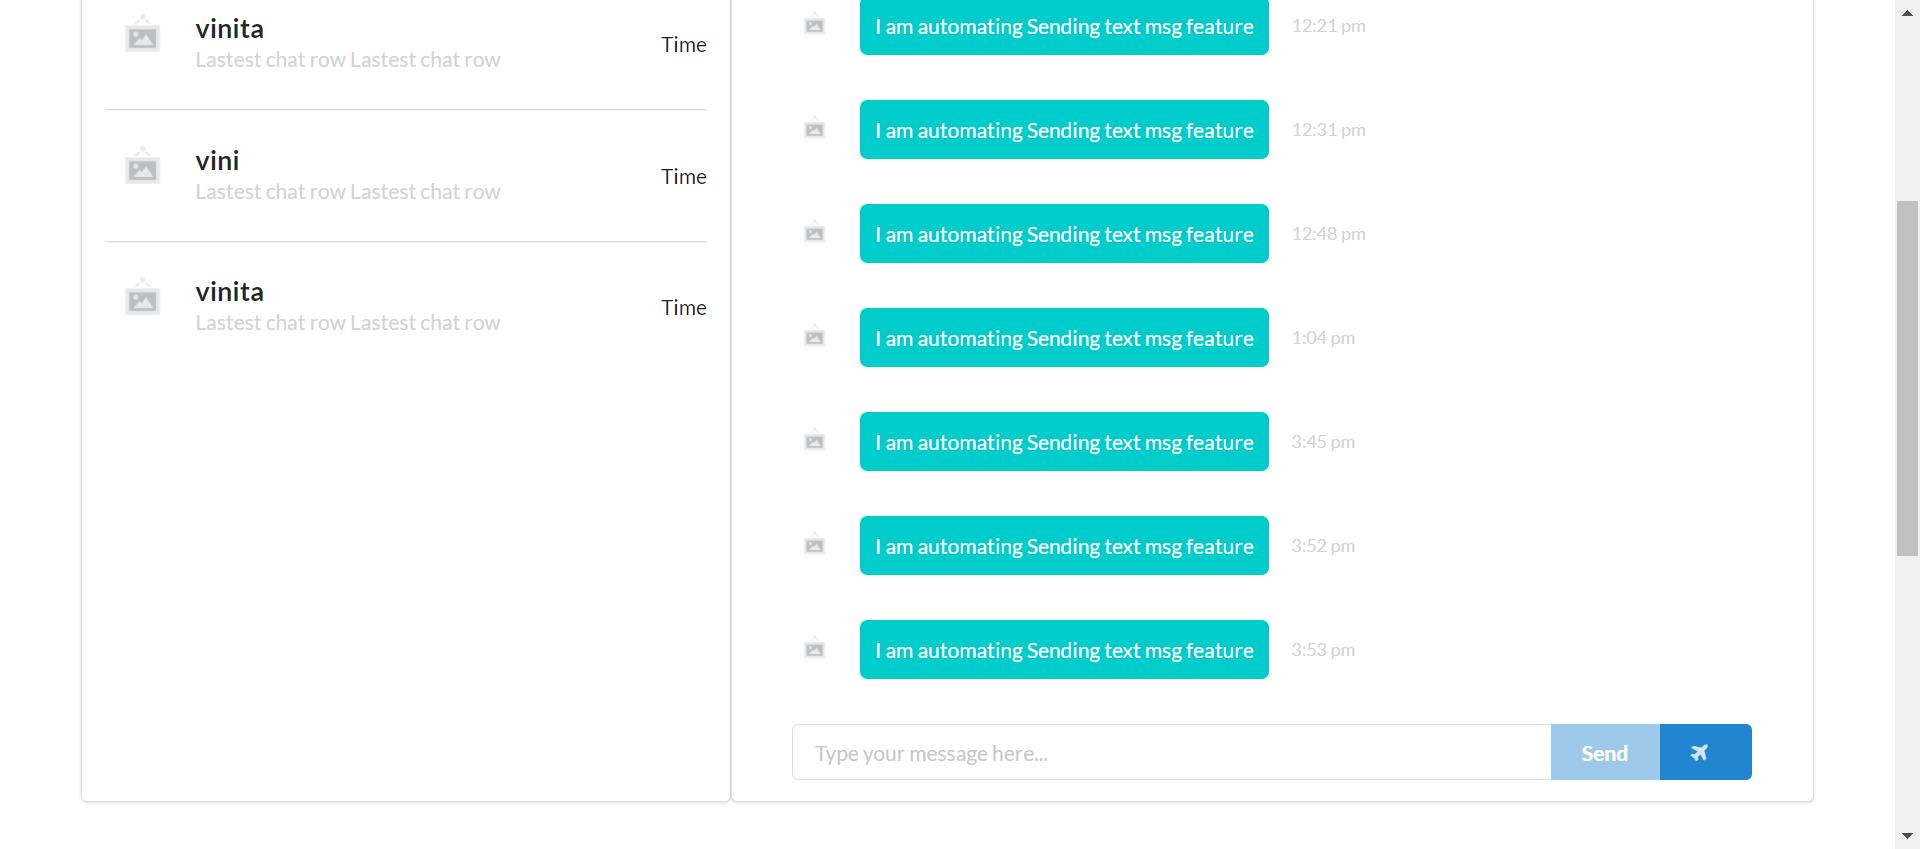 vinita
Lastest chat row Lastest chat row
Time
vini
Lastest chat row Lastest chat row
Time
vinita
Lastest chat row Lastest chat row
Time
I am automating Sending text msg feature
12:21 pm
I am automating Sending text msg feature
12:31 pm
I am automating Sending text msg feature
12:48 pm
I am automating Sending text msg feature
1:04 pm
I am automating Sending text msg feature
3:45 pm
I am automating Sending text msg feature
3:52 pm
I am automating Sending text msg feature
3:53 pm
Type your message here...
Send